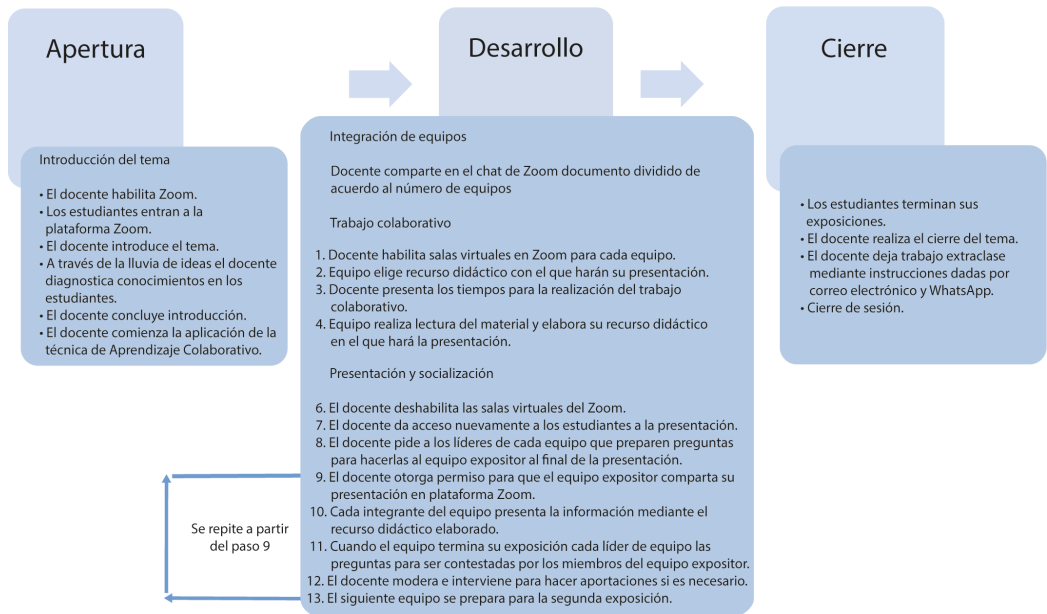 Apertura
Introducción del tema
• El docente habilita Zoom.
• Los estudiantes entran a la
plataforma Zoom.
• El docente introduce el tema.
• A través de la lluvia de ideas el docente
diagnostica conocimientos en los
estudiantes.
• El docente concluye introducción.
• El docente comienza la aplicación de la
técnica de Aprendizaje Colaborativo.
Desarrollo
Integración de equipos
Docente comparte en el chat de Zoom documento dividido de
acuerdo al número de equipos
Trabajo colaborativo
1. Docente habilita salas virtuales en Zoom para cada equipo.
2. Equipo elige recurso didáctico con el que harán su presentación.
3. Docente presenta los tiempos para la realización del trabajo
colaborativo.
4. Equipo realiza lectura del material y elabora su recurso didáctico
en el que hará la presentación.
Presentación y socialización
6. El docente deshabilita las salas virtuales del Zoom.
7. El docente da acceso nuevamente a los estudiantes a la presentación.
8. El docente pide a los líderes de cada equipo que preparen preguntas
para hacerlas al equipo expositor al final de la presentación.
9. El docente otorga permiso para que el equipo expositor comparta su
presentación en plataforma Zoom.
10. Cada integrante del equipo presenta la información mediante el
recurso didáctico elaborado.
11. Cuando el equipo termina su exposición cada líder de equipo las
preguntas para ser contestadas por los miembros del equipo expositor.
12. El docente modera e interviene para hacer aportaciones si es necesario.
13. El siguiente equipo se prepara para la segunda exposición.
Se repite a partir
del paso 9
Cierre
• Los estudiantes terminan sus
exposiciones.
• El docente realiza el cierre del tema.
• El docente deja trabajo extraclase
mediante instrucciones dadas por
correo electrónico y WhatsApp.
• Cierre de sesión.